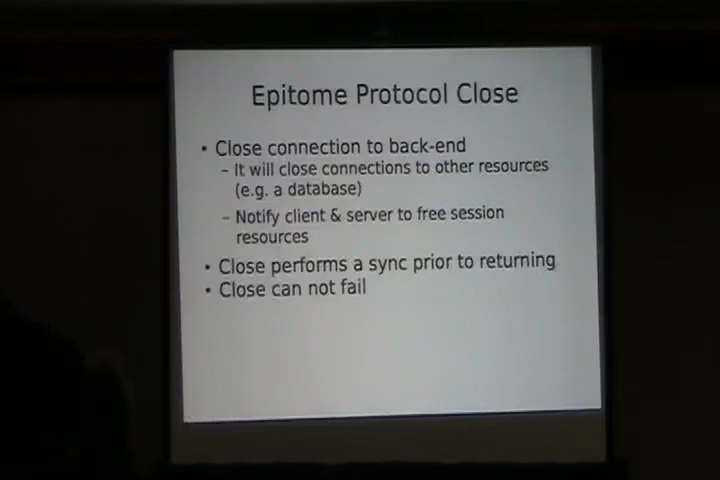 Epitome Protocol Close
• Close connection to back-end
– It will close connections to other resources
(e.g. a database)
– Notify client & server to free session
resources
• Close performs a sync prior to returning
• Close can not fail